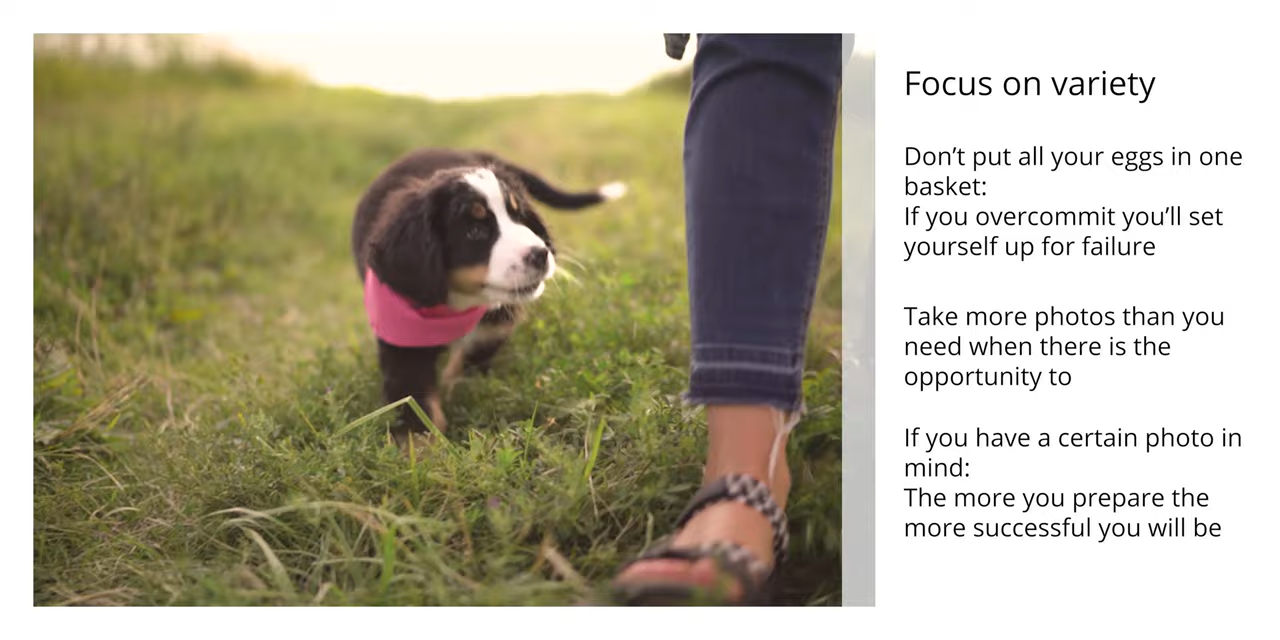 Focus on variety
Don’t put all your eggs in one
basket:
If you overcommit you’ll set
yourself up for failure
Take more photos than you
need when there is the
opportunity to
If you have a certain photo in
mind:
The more you prepare the
more successful you will be